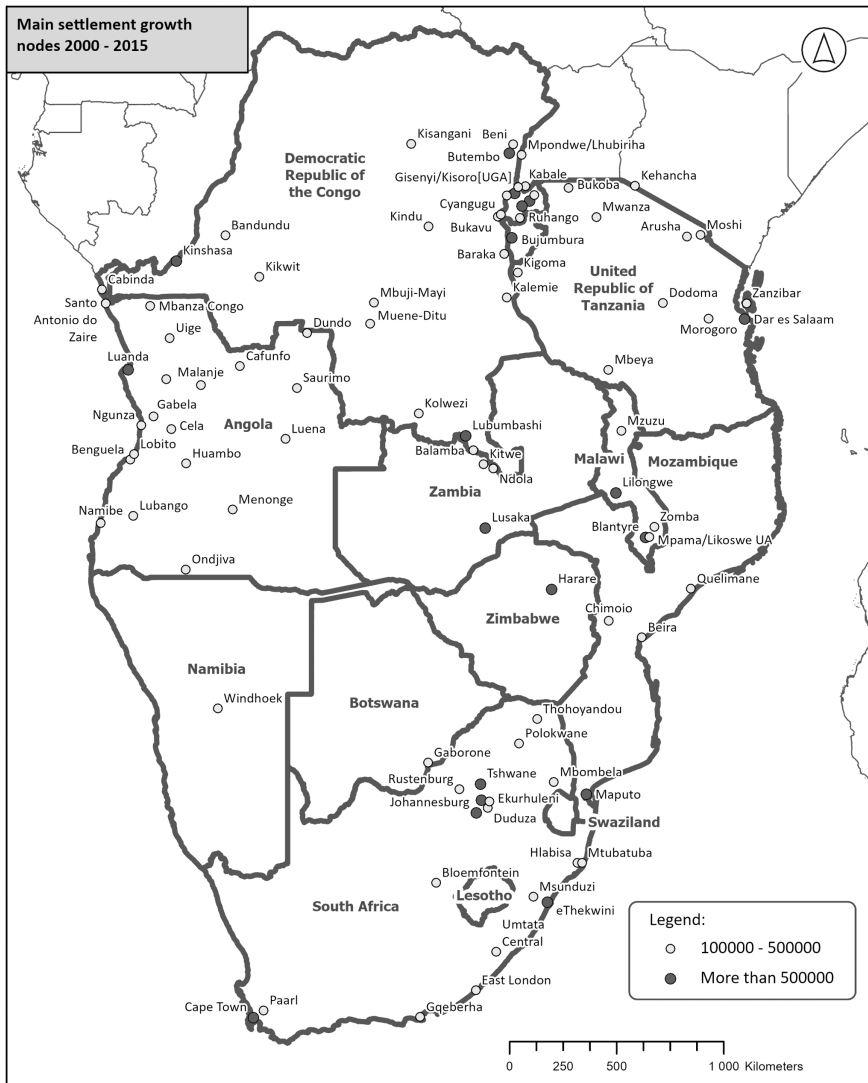 Main settlement growth
nodes 2000 - 2015
Kisangani
Beni
Mpondwe/Lhubiriha
Butembo
Democratic
Republic of
the Congo
Gisenyi/Kisoro[UGA]
Kabale
Bukoba
Kehancha
Cyangugu
Ruhango
Mwanza
Bandundu
Kindu
Bukavu
Arusha
Moshi
Kinshasa
Bujumbura
Baraka
Kigoma
Kikwit
United
Republic of
Tanzania
Cabinda
Kalemie
Dodoma
Zanzibar
Santo
Antonio do
Zaire
Mbanza Congo
Mbuji-Mayi
Muene-Ditu
Morogoro
Dar es Salaam
Uige
Dundo
Luanda
Malanje
Cafunfo
Saurimo
Mbeya
Gabela
Kolwezi
Ngunza
Cela
Angola
Luena
Lubumbashi
Mzuzu
Benguela
Lobito
Balamba
Kitwe
Huambo
Ndola
Malawi
Mozambique
Zambia
Lilongwe
Lubango
Menonge
Namibe
Lusaka
Blantyre
Zomba
Mpama/Likoswe UA
Ondjiva
Harare
Quelimane
Zimbabwe
Chimoio
Beira
Namibia
Windhoek
Botswana
Thohoyandou
Polokwane
Gaborone
Rustenburg
Tshwane
Mbombela
Johannesburg
Ekurhuleni
Maputo
Duduza
Swaziland
Hlabisa
Mtubatuba
Bloemfontein
South Africa
Lesotho
Msunduzi
eThekwini
Umtata
Central
East London
Cape Town
Paarl
Gqeberha
Legend:
100000 - 500000
More than 500000
0 250 500 1 000 Kilometers